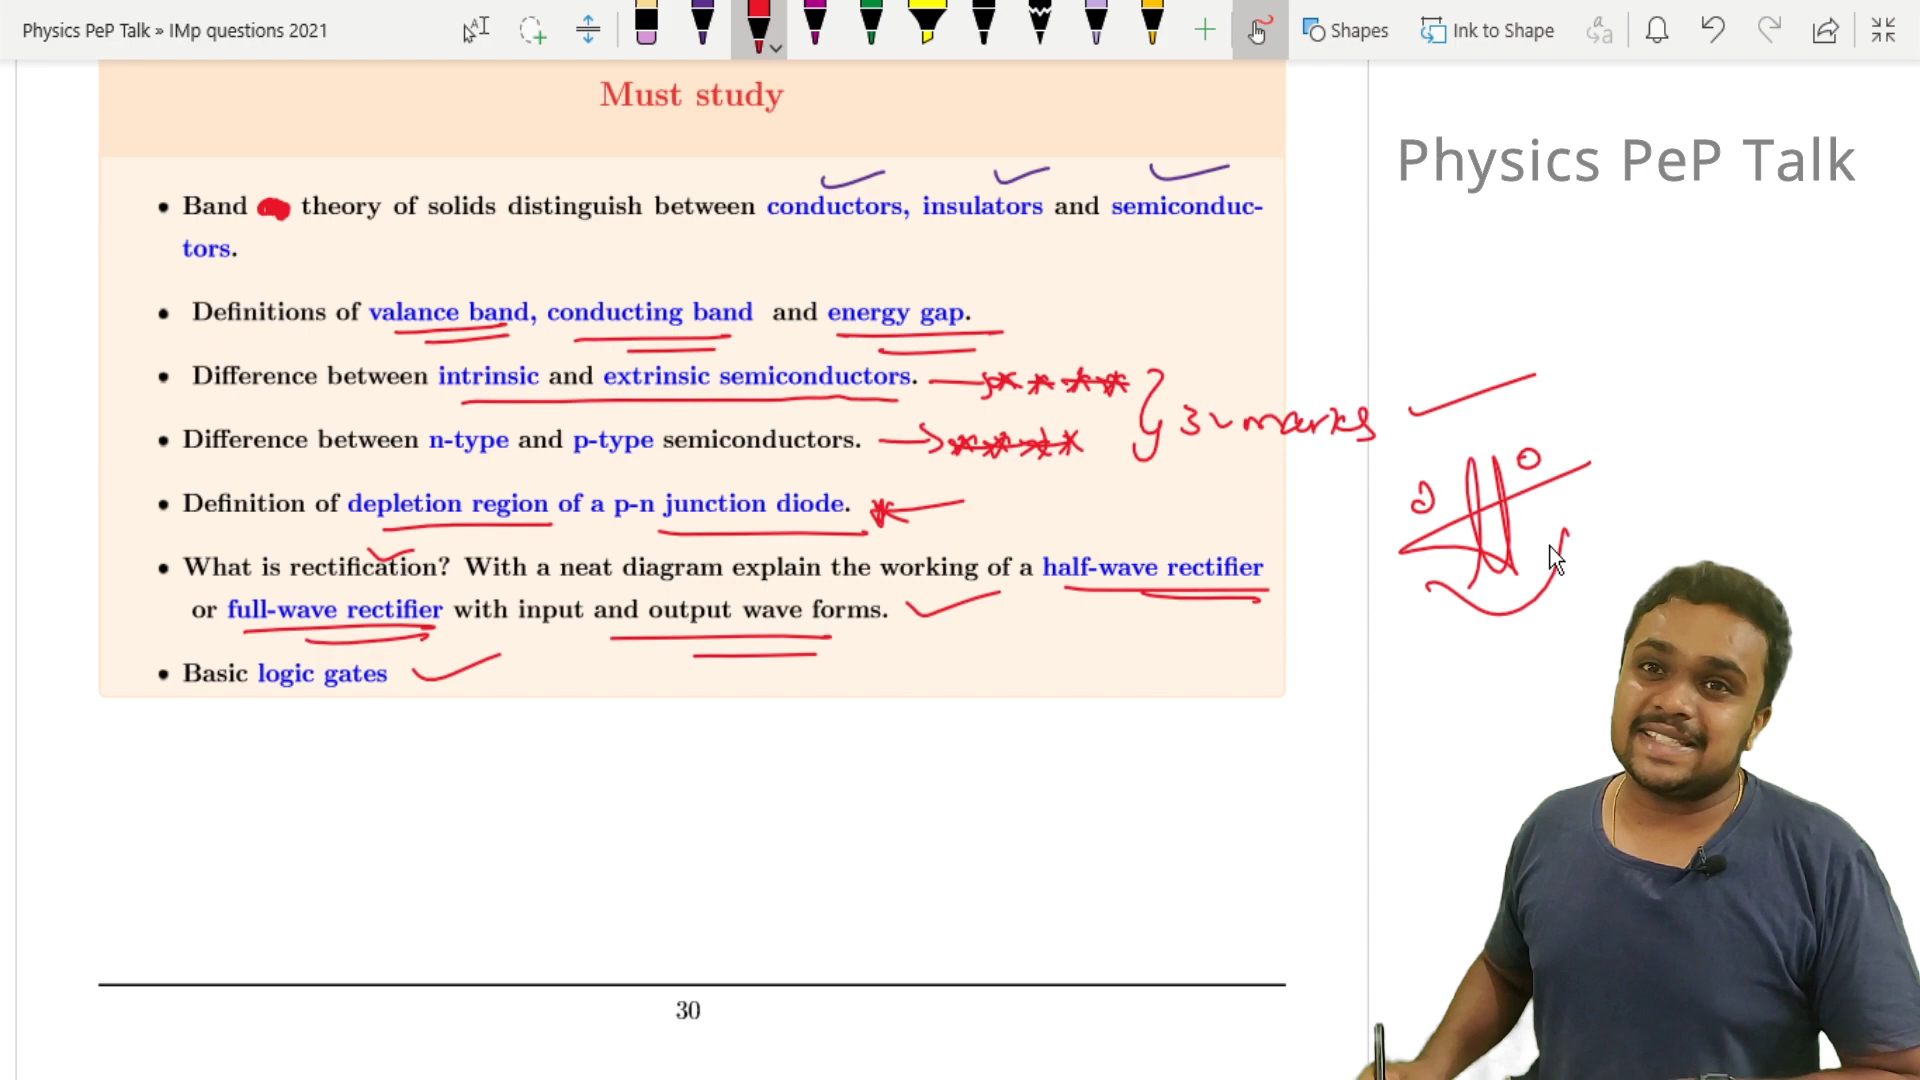 Physics PeP Talk » IMp questions 2021
Shapes
Ink to Shape
Must study
Physics PeP Talk
• Band theory of solids distinguish between conductors, insulators and semiconduc-
tors.
• Definitions of valance band, conducting band and energy gap.
• Difference between intrinsic and extrinsic semiconductors.
• Difference between n-type and p-type semiconductors.
marks
• Definition of depletion region of a p-n junction diode.
• What is rectification? With a neat diagram explain the working of a half-wave rectifier
or full-wave rectifier with input and output wave forms.
• Basic logic gates
30